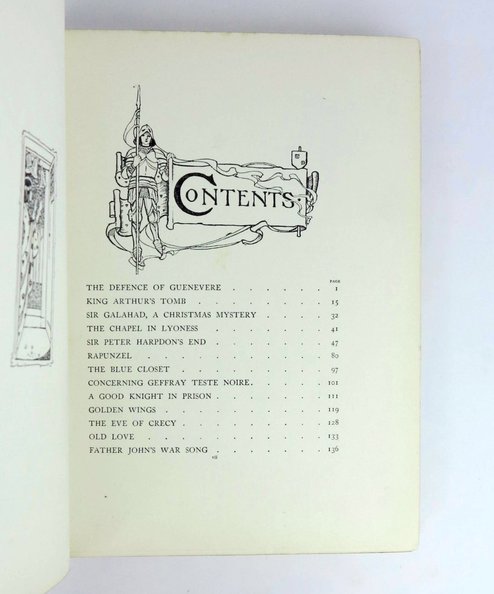 CONTENTS.
PAGE
THE DEFENCE OF GUENEVERE . . . . . . 1
KING ARTHUR'S TOMB . . . . . . . 15
SIR GALAHAD, A CHRISTMAS MYSTERY . . . . 32
THE CHAPEL IN LYONESS . . . . . . 41
SIR PETER HARPDON'S END . . . . . . 47
RAPUNZEL . . . . . . . . 80
THE BLUE CLOSET . . . . . . . 97
CONCERNING GEFFRAY TESTE NOIRE. . . . . 101
A GOOD KNIGHT IN PRISON . . . . . . 111
GOLDEN WINGS . . . . . . . 119
THE EVE OF CRECY . . . . . . . 128
OLD LOVE . . . . . . . . 133
FATHER JOHN'S WAR SONG . . . . . . 136